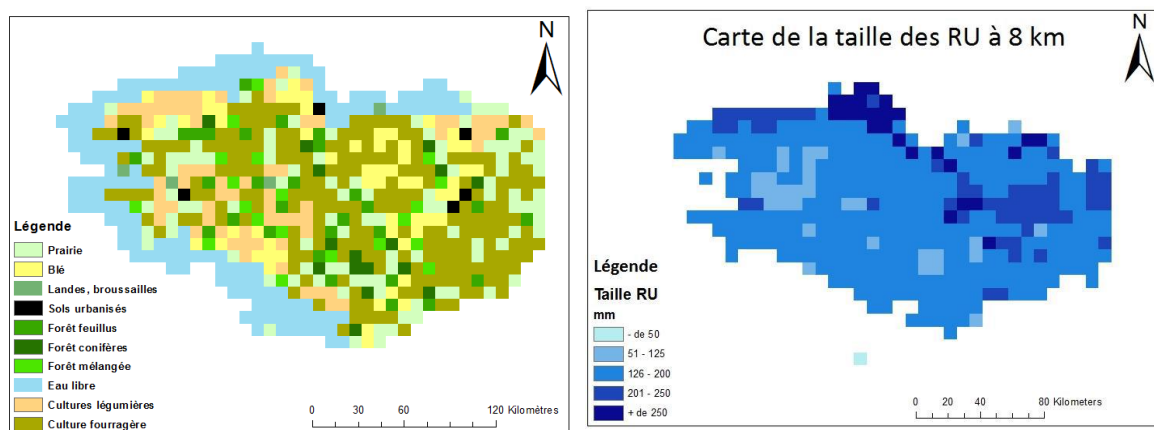 N
Légende
Prairie
Blé
Landes, broussailles
Sols urbanisés
Forêt feuillus
Forêt conifères
Forêt mélangée
Eau libre
Cultures légumières
Culture fourragère
0 30 60 120 Kilomètres
Carte de la taille des RU à 8 km
N
Légende
Taille RU
mm
- de 50
51 - 125
126 - 200
201 - 250
+ de 250
0 20 40 80 Kilometers